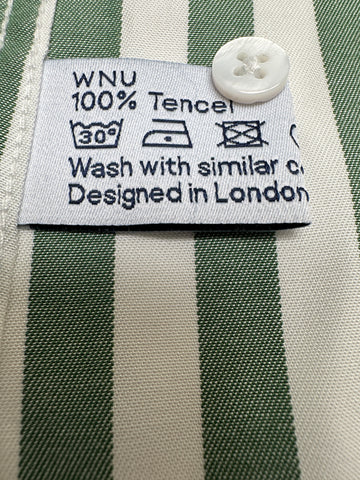 WNU
100% Tencel
30°
Wash with similar
Designed in London